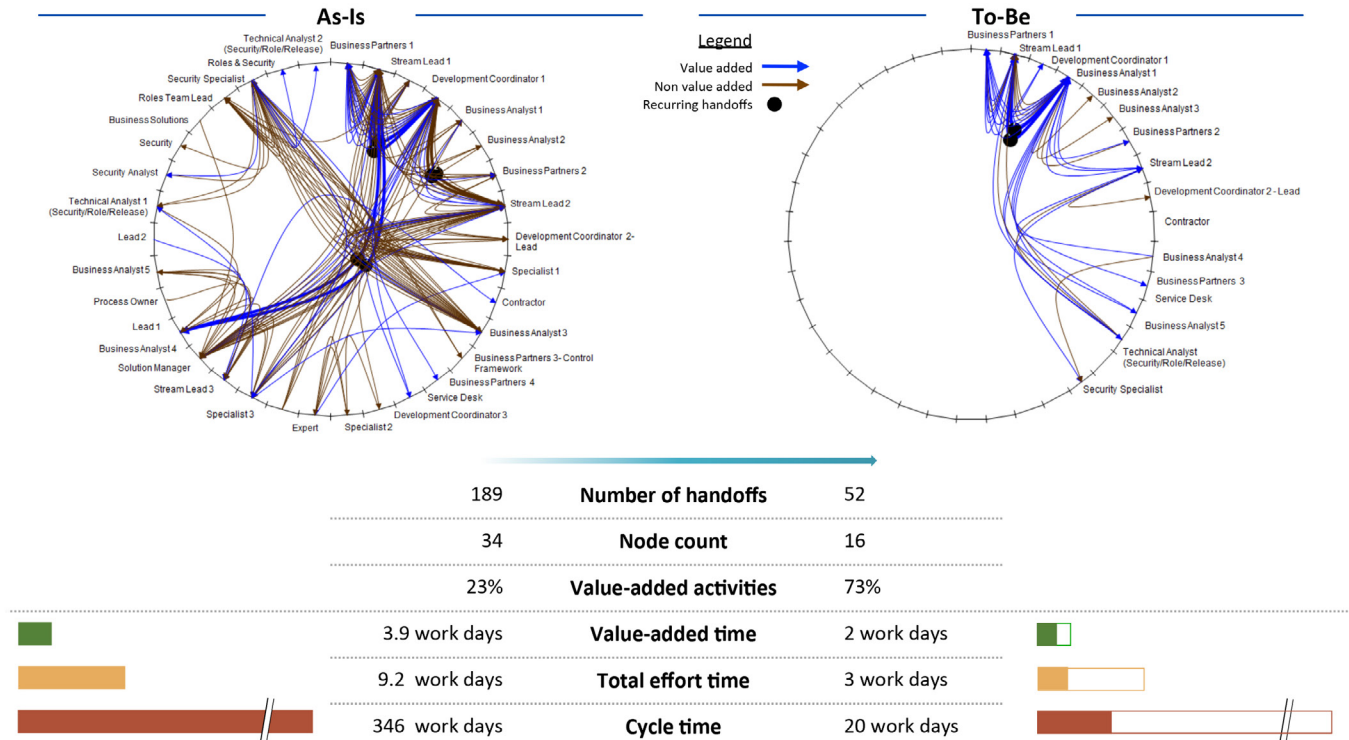 As-Is
To-Be
Technical Analyst 2
(Security/Role/Release)
Business Partners 1
Roles & Security
Stream Lead 1
Security Specialist
Development Coordinator 1
Roles Team Lead
Business Analyst 1
Business Solutions
Business Analyst 2
Security
Business Partners 2
Security Analyst
Stream Lead 2
Technical Analyst 1
(Security/Role/Release)
Development Coordinator 2-
Lead
Lead 2
Specialist 1
Business Analyst 5
Contractor
Process Owner
Business Analyst 3
Lead 1
Business Partners 3- Control
Framework
Business Analyst 4
Business Partners 4
Solution Manager
Service Desk
Stream Lead 3
Development Coordinator 3
Specialist 3
Specialist 2
Expert
Legend
Value added
Non value added
Recurring handoffs
Business Partners 1
Stream Lead 1
Development Coordinator 1
Business Analyst 1
Business Analyst 2
Business Analyst 3
Business Partners 2
Stream Lead 2
Development Coordinator 2 - Lead
Contractor
Business Analyst 4
Business Partners 3
Service Desk
Business Analyst 5
Technical Analyst
(Security/Role/Release)
Security Specialist
189 Number of handoffs 52
34 Node count 16
23% Value-added activities 73%
3.9 work days Value-added time 2 work days
9.2 work days Total effort time 3 work days
346 work days Cycle time 20 work days